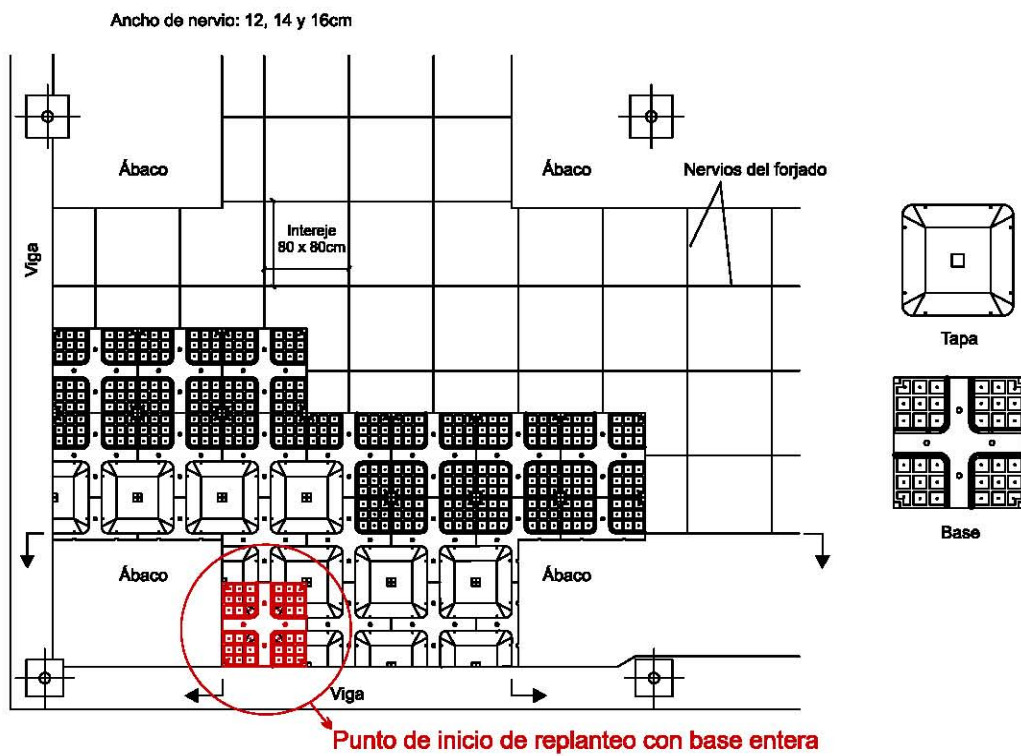 Ancho de nervio: 12, 14 y 16cm
Ábaco
Ábaco
Nervios del forjado
Viga
Intereje
80 x 80cm
Tapa
Base
Ábaco
Ábaco
Viga
Punto de inicio de replanteo con base entera